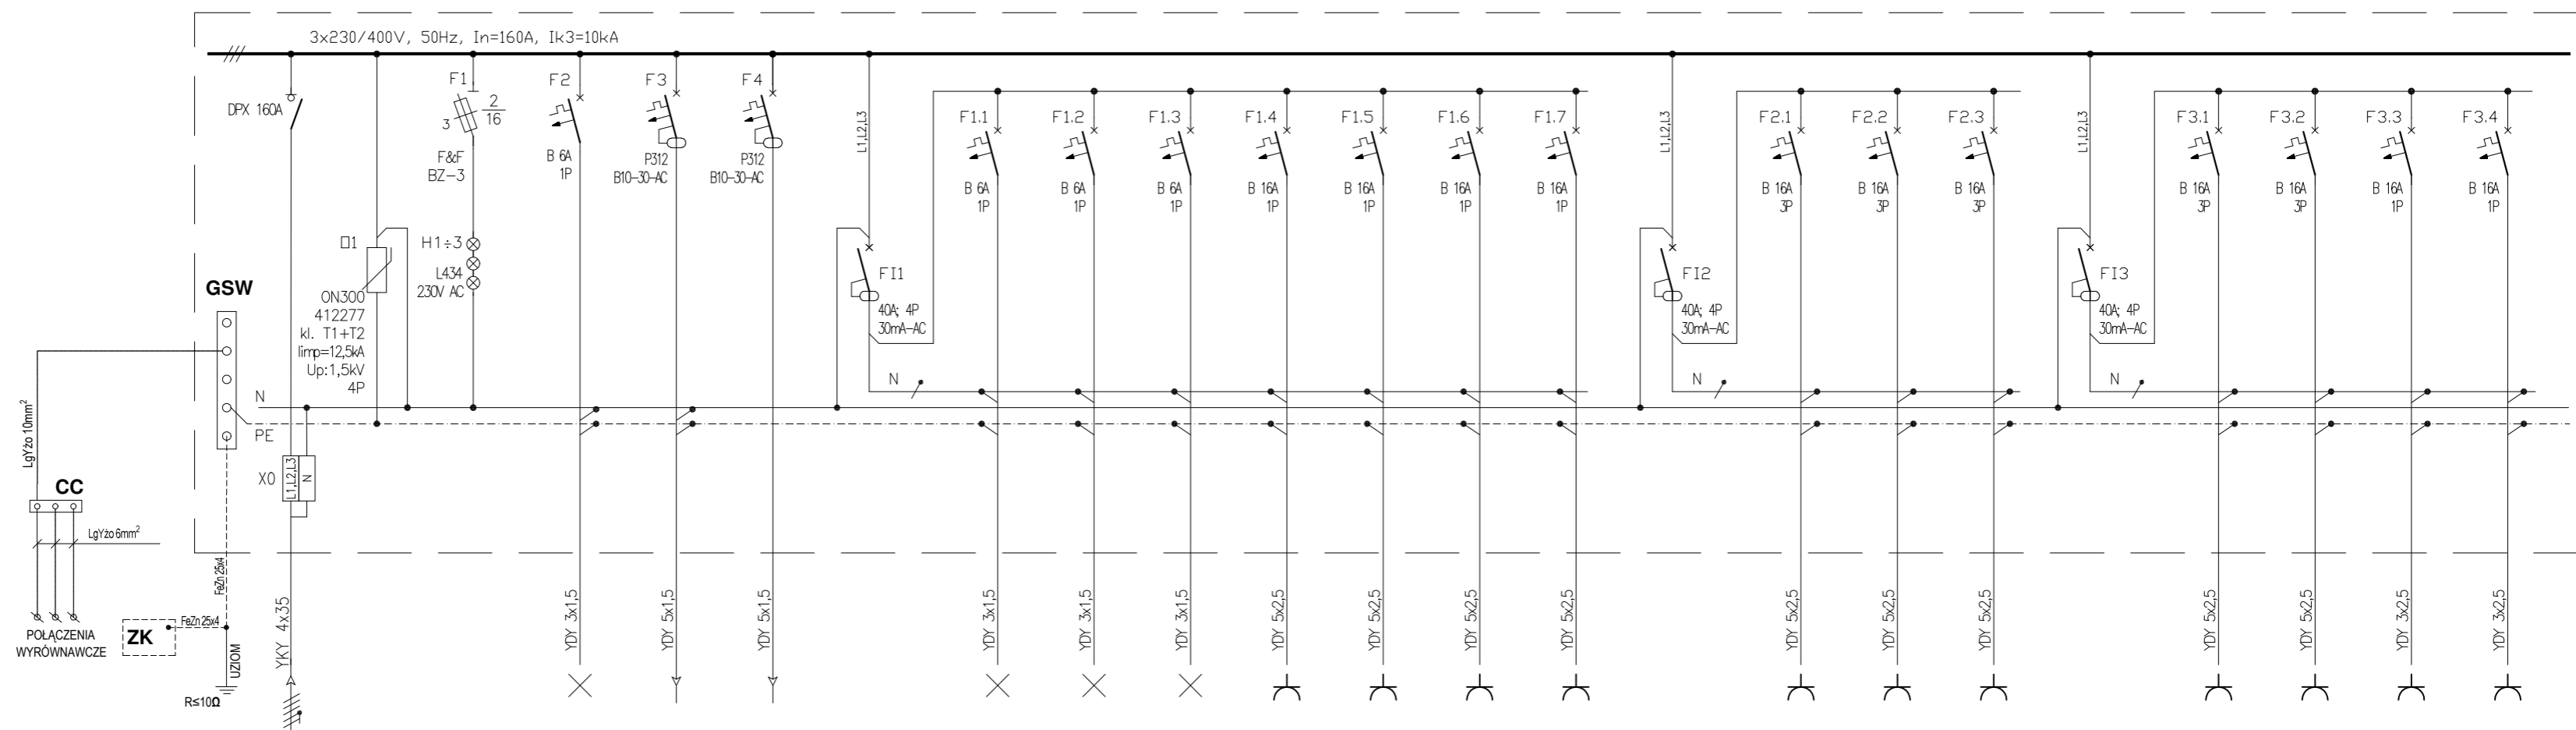 3x230/400V, 50Hz, In=160A, Ik3=10kA
DPX 160A
F1
2
16
3
F&F
BZ-3
F2
B 6A
1P
F3
P312
B10-30-AC
F4
P312
B10-30-AC
L1,L2,L3
F1.1
B 6A
1P
F1.2
B 6A
1P
F1.3
B 6A
1P
F1.4
B 16A
1P
F1.5
B 16A
1P
F1.6
B 16A
1P
F1.7
B 16A
1P
L1,L2,L3
F2.1
B 16A
3P
F2.2
B 16A
3P
F2.3
B 16A
3P
L1,L2,L3
F3.1
B 16A
3P
F3.2
B 16A
3P
F3.3
B 16A
1P
F3.4
B 16A
1P
□1
ON300
412277
kl. T1+T2
Iimp=12,5kA
Up:1,5kV
4P
H1÷3
L434
230V AC
FI1
40A; 4P
30mA-AC
FI2
40A; 4P
30mA-AC
FI3
40A; 4P
30mA-AC
GSW
N
N
N
N
PE
X0
L1,L2,L3
N
LgYżo 10mm²
CC
LgYżo 6mm²
FeZn 25x4
POŁĄCZENIA
WYRÓWNAWCZE
ZK
FeZn 25x4
UZIOM
R≤10Ω
YKY 4x35
YDY 3x1,5
YDY 5x1,5
YDY 5x1,5
YDY 3x1,5
YDY 3x1,5
YDY 3x1,5
YDY 5x2,5
YDY 5x2,5
YDY 5x2,5
YDY 5x2,5
YDY 5x2,5
YDY 5x2,5
YDY 5x2,5
YDY 5x2,5
YDY 5x2,5
YDY 3x2,5
YDY 3x2,5